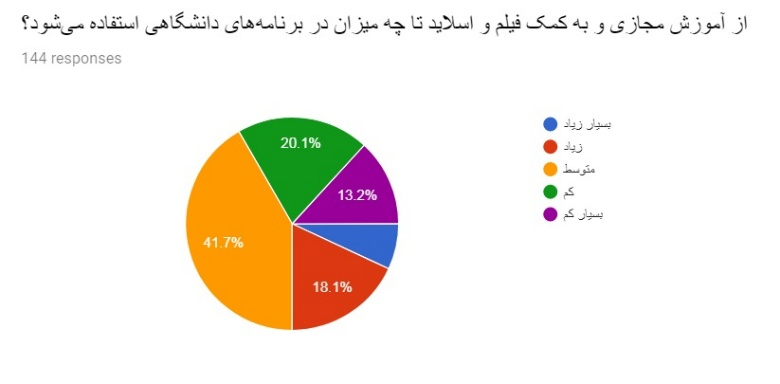 از آموزش مجازی و به کمک فیلم و اسلاید تا چه میزان در برنامه‌های دانشگاهی استفاده می‌شود؟
144 responses
20.1%
13.2%
41.7%
18.1%
بسیار زیاد
زیاد
متوسط
کم
بسیار کم